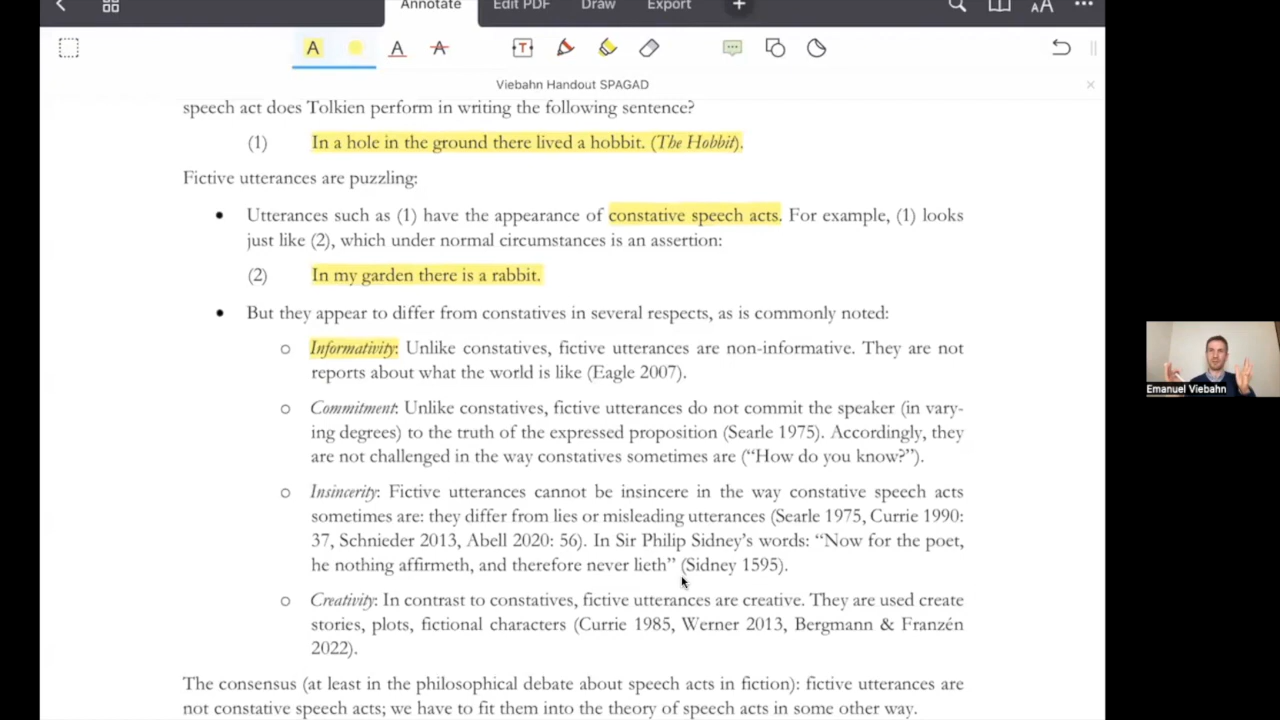 Annotate Edit PDF Draw Export +
Viebahn Handout SPAGAD
speech act does Tolkien perform in writing the following sentence?
(1) In a hole in the ground there lived a hobbit. (The Hobbit).
Fictive utterances are puzzling:
• Utterances such as (1) have the appearance of constative speech acts. For example, (1) looks
just like (2), which under normal circumstances is an assertion:
(2) In my garden there is a rabbit.
• But they appear to differ from constatives in several respects, as is commonly noted:
o Informativity: Unlike constatives, fictive utterances are non-informative. They are not
reports about what the world is like (Eagle 2007).
o Commitment: Unlike constatives, fictive utterances do not commit the speaker (in vary-
ing degrees) to the truth of the expressed proposition (Searle 1975). Accordingly, they
are not challenged in the way constatives sometimes are (“How do you know?”).
Emanuel Viebahn
o Insincerity: Fictive utterances cannot be insincere in the way constative speech acts
sometimes are: they differ from lies or misleading utterances (Searle 1975, Currie 1990:
37, Schnieder 2013, Abell 2020: 56). In Sir Philip Sidney’s words: “Now for the poet,
he nothing affirmeth, and therefore never lieth” (Sidney 1595).
o Creativity: In contrast to constatives, fictive utterances are creative. They are used create
stories, plots, fictional characters (Currie 1985, Werner 2013, Bergmann & Franzén
2022).
The consensus (at least in the philosophical debate about speech acts in fiction): fictive utterances are
not constative speech acts; we have to fit them into the theory of speech acts in some other way.